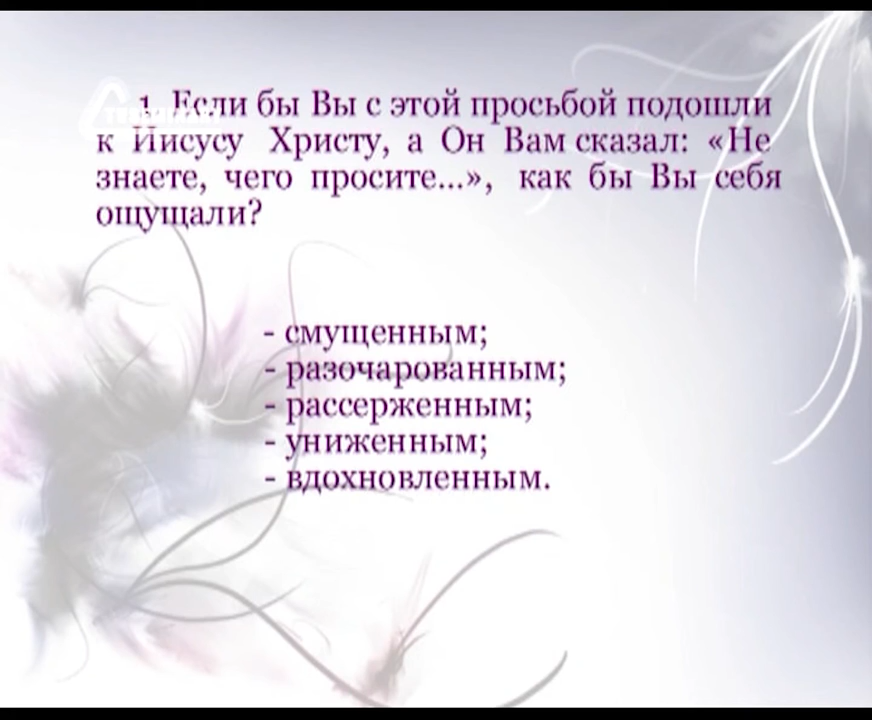 1. Если бы Вы с этой просьбой подошли
к Иисусу Христу, а Он Вам сказал: «Не
знаете, чего просите...», как бы Вы себя
ощущали?
- смущенным;
- разочарованным;
- рассерженным;
- униженным;
- вдохновленным.